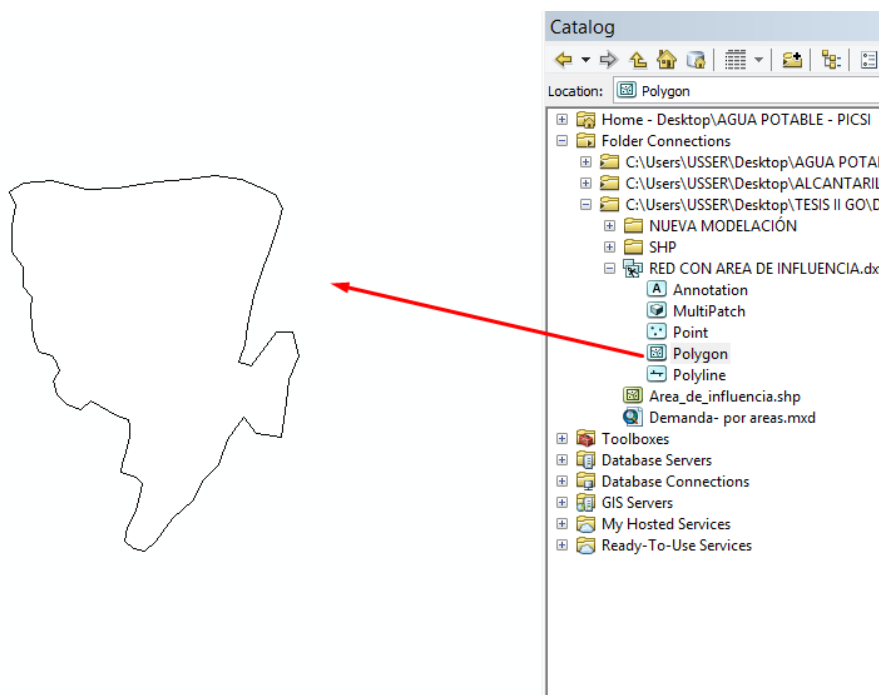 Catalog
Location: Polygon
Home - Desktop\AGUA POTABLE - PICSI
Folder Connections
C:\Users\USSER\Desktop\AGUA POTA
C:\Users\USSER\Desktop\ALCANTARIL
C:\Users\USSER\Desktop\TESIS II GO\D
NUEVA MODELACIÓN
SHP
RED CON AREA DE INFLUENCIA.dx
A Annotation
MultiPatch
Point
Polygon
Polyline
Area_de_influencia.shp
Demanda- por areas.mxd
Toolboxes
Database Servers
Database Connections
GIS Servers
My Hosted Services
Ready-To-Use Services